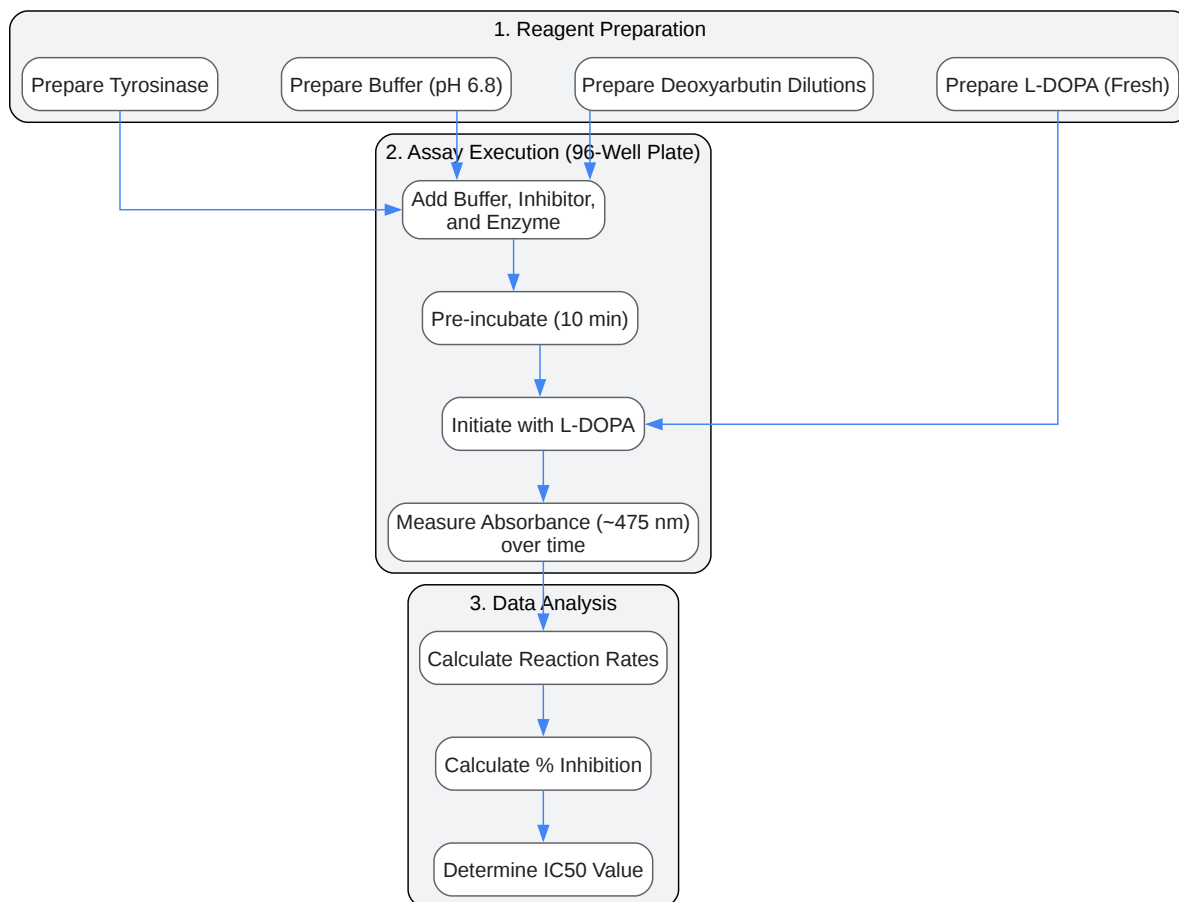 1. Reagent Preparation
Prepare Tyrosinase
Prepare Buffer (pH 6.8)
Prepare Deoxyarbutin Dilutions
Prepare L-DOPA (Fresh)
2. Assay Execution (96-Well Plate)
Add Buffer, Inhibitor,
and Enzyme
Pre-incubate (10 min)
Initiate with L-DOPA
Measure Absorbance (~475 nm)
over time
3. Data Analysis
Calculate Reaction Rates
Calculate % Inhibition
Determine IC50 Value